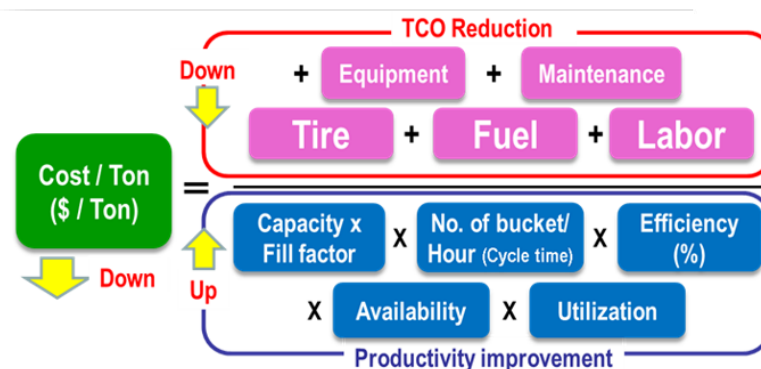 TCO Reduction
Down
+ Equipment + Maintenance
Tire + Fuel + Labor
Cost / Ton
($ / Ton)
=
Down
Up
Capacity x
Fill factor
X
No. of bucket/
Hour (Cycle time)
X
Efficiency
(%)
X Availability X Utilization
Productivity improvement